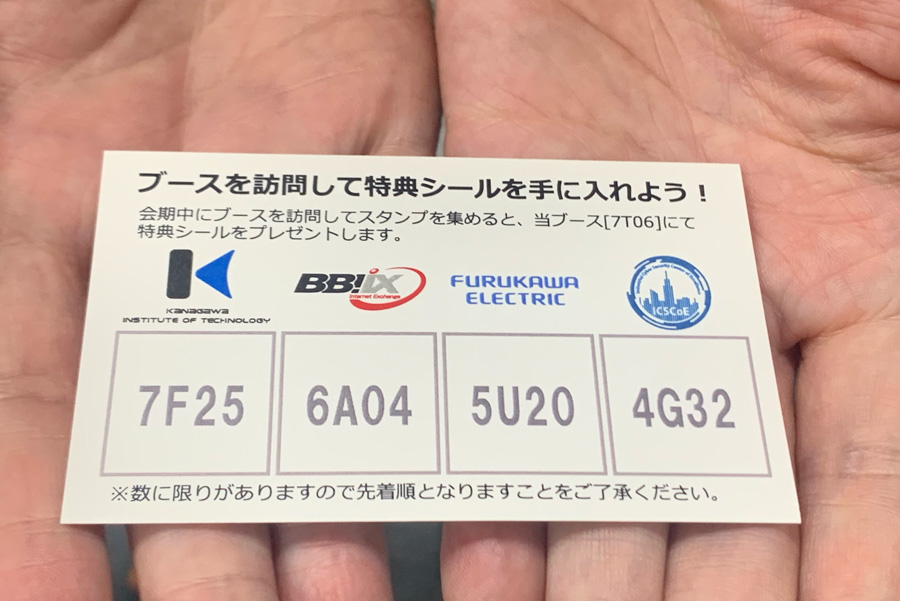 ブースを訪問して特典シールを手に入れよう!
会期中にブースを訪問してスタンプを集めると、当ブース[7T06]にて
特典シールをプレゼントします。
KANAGAWA
INSTITUTE OF TECHNOLOGY
BB!iX
Internet Exchange
FURUKAWA
ELECTRIC
ICSCoE
7F25
6A04
5U20
4G32
※数に限りがありますので先着順となりますことをご了承ください。